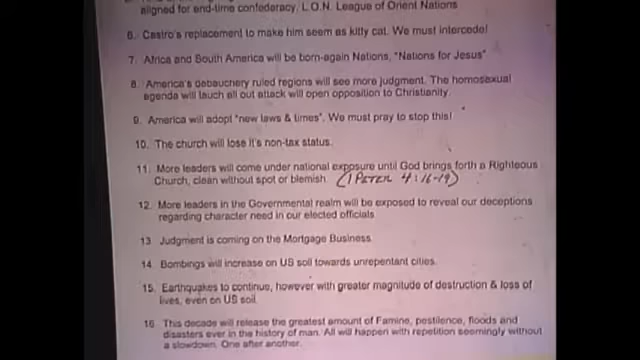 aligned for end-time confederacy, L.O.N. League of Orient Nations
6. Castro's replacement to make him seem as kitty cat. We must intercede!
7. Africa and South America will be born-again Nations, "Nations for Jesus"
8. America's debauchery ruled regions will see more judgment. The homosexual
agenda will lauch all out attack will open opposition to Christianity.
9. America will adopt "new laws & times". We must pray to stop this!
10. The church will lose it's non-tax status.
11. More leaders will come under national exposure until God brings forth a Righteous
Church, clean without spot or blemish. (1 PETER 4:16-19)
12. More leaders in the Governmental realm will be exposed to reveal our deceptions
regarding character need in our elected officials
13. Judgment is coming on the Mortgage Business.
14. Bombings will increase on US soil towards unrepentant cities.
15. Earthquakes to continue, however with greater magnitude of destruction & loss of
lives, even on US soil.
16. This decade will release the greatest amount of Famine, pestilence, floods and
disasters ever in the history of man. All will happen with repetition seemingly without
a slowdown. One after another.